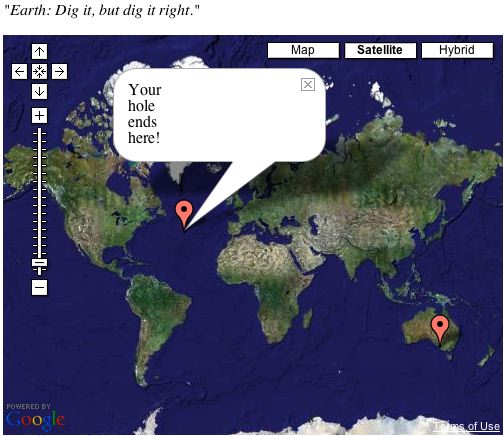 "Earth: Dig it, but dig it right."
Map Satellite Hybrid
Your
hole
ends
here!
POWERED BY
Google
Terms of Use